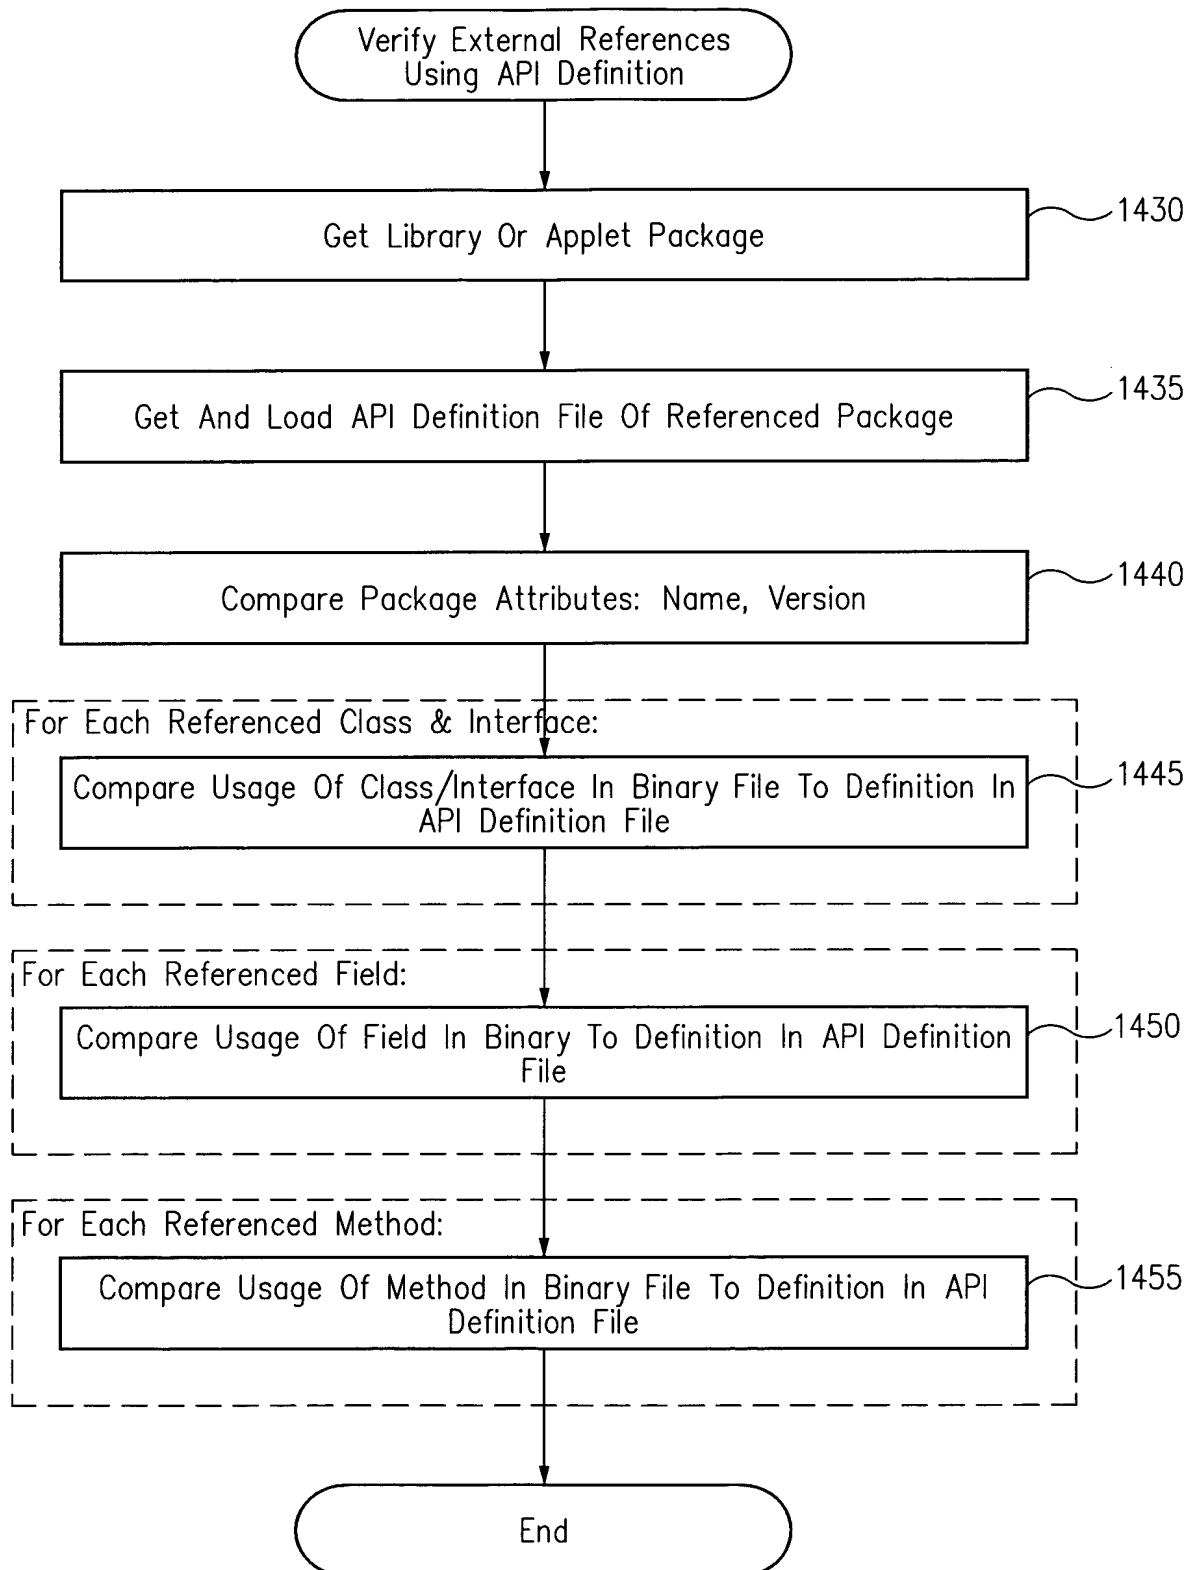 Verify External References
Using API Definition
Get Library Or Applet Package
1430
Get And Load API Definition File Of Referenced Package
1435
Compare Package Attributes: Name, Version
1440
For Each Referenced Class & Interface:
Compare Usage Of Class/Interface In Binary File To Definition In
API Definition File
1445
For Each Referenced Field:
Compare Usage Of Field In Binary To Definition In API Definition
File
1450
For Each Referenced Method:
Compare Usage Of Method In Binary File To Definition In API
Definition File
1455
End